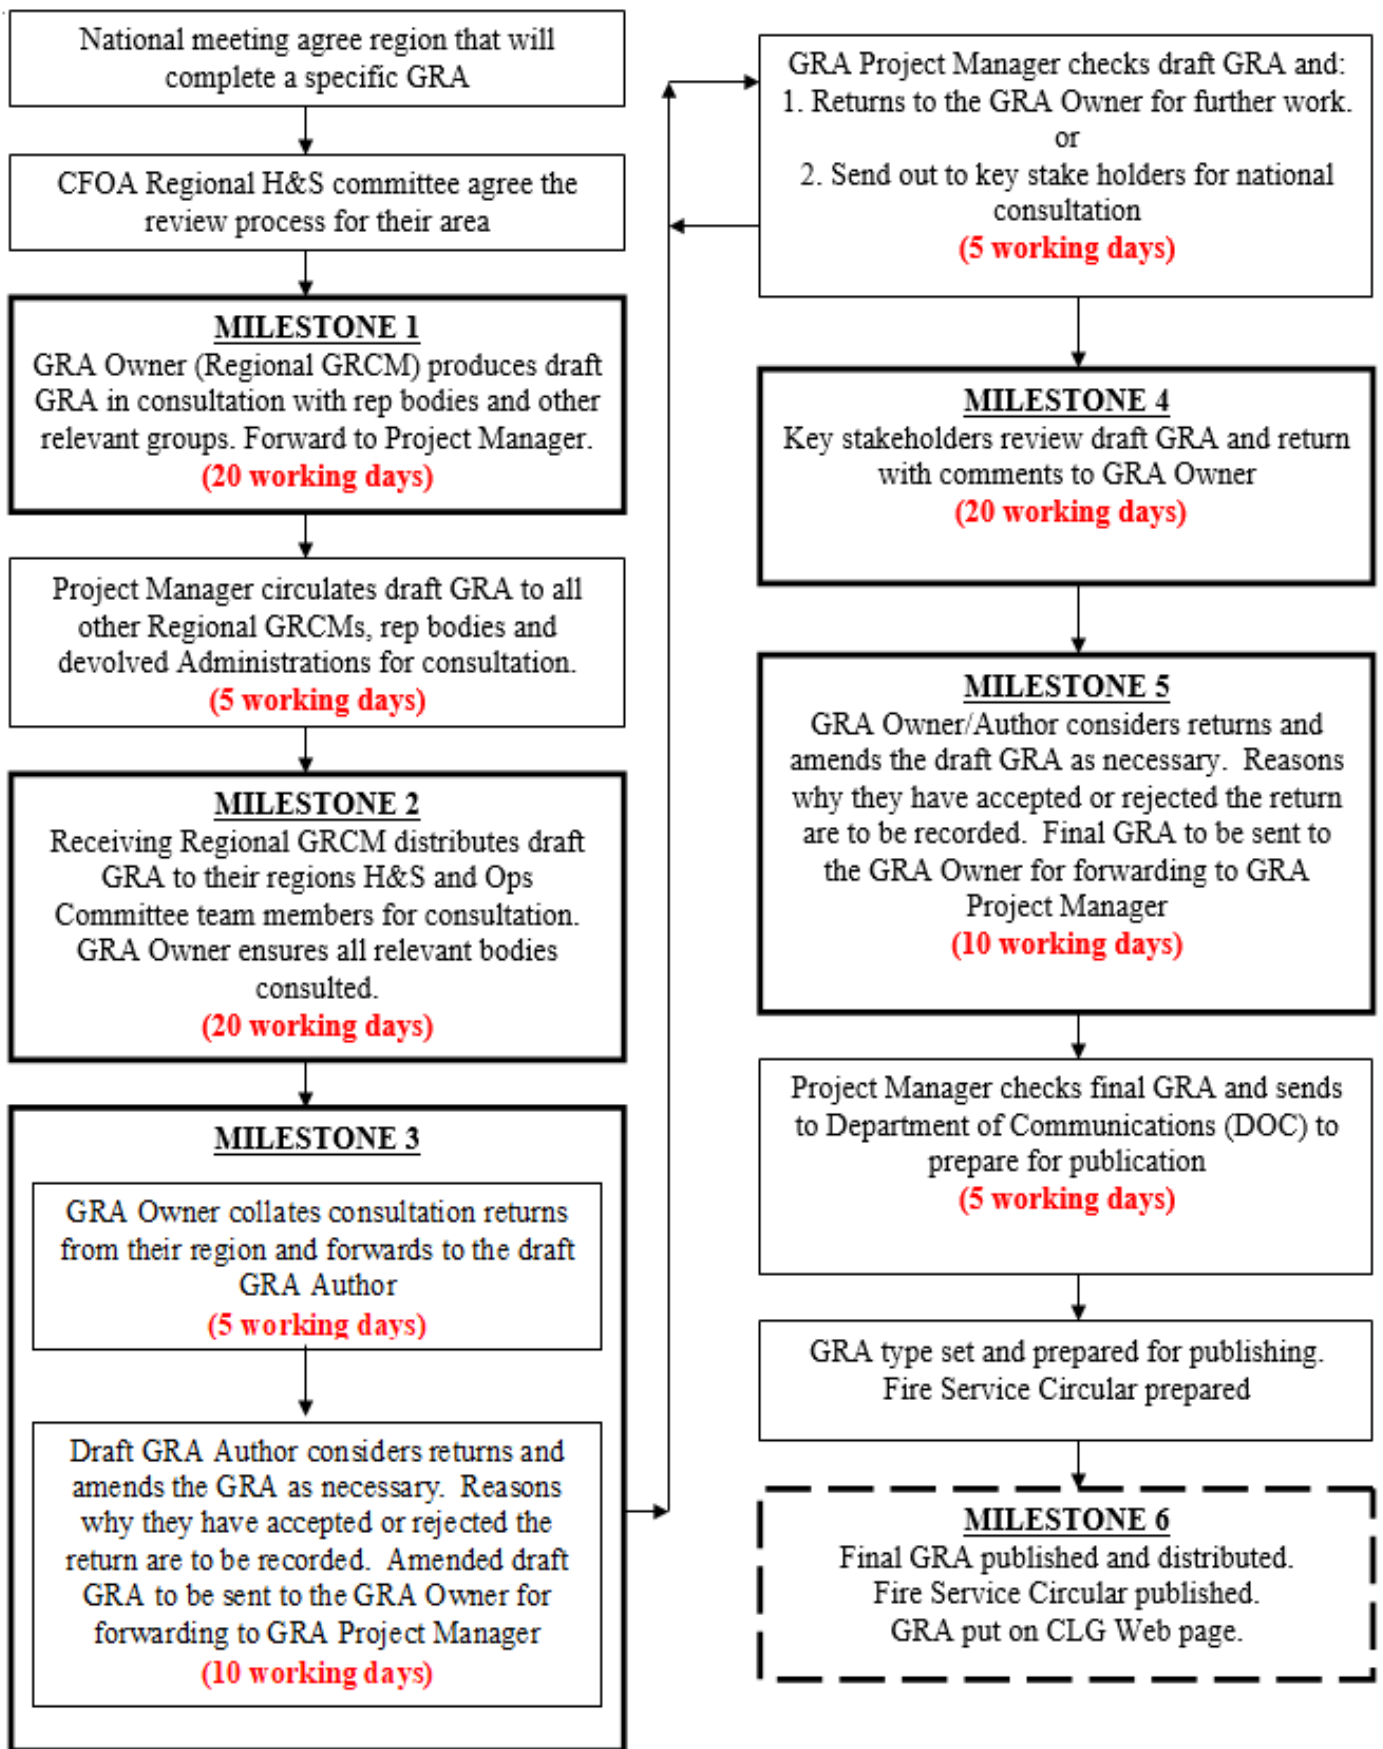 National meeting agree region that will
complete a specific GRA
CFOA Regional H&S committee agree the
review process for their area
MILESTONE 1
GRA Owner (Regional GRCM) produces draft
GRA in consultation with rep bodies and other
relevant groups. Forward to Project Manager.
(20 working days)
Project Manager circulates draft GRA to all
other Regional GRCMs, rep bodies and
devolved Administrations for consultation.
(5 working days)
MILESTONE 2
Receiving Regional GRCM distributes draft
GRA to their regions H&S and Ops
Committee team members for consultation.
GRA Owner ensures all relevant bodies
consulted.
(20 working days)
MILESTONE 3
GRA Owner collates consultation returns
from their region and forwards to the draft
GRA Author
(5 working days)
Draft GRA Author considers returns and
amends the GRA as necessary.  Reasons
why they have accepted or rejected the
return are to be recorded.  Amended draft
GRA to be sent to the GRA Owner for
forwarding to GRA Project Manager
(10 working days)
GRA Project Manager checks draft GRA and:
1. Returns to the GRA Owner for further work.
or
2. Send out to key stake holders for national
consultation
(5 working days)
MILESTONE 4
Key stakeholders review draft GRA and return
with comments to GRA Owner
(20 working days)
MILESTONE 5
GRA Owner/Author considers returns and
amends the draft GRA as necessary.  Reasons
why they have accepted or rejected the return
are to be recorded.  Final GRA to be sent to
the GRA Owner for forwarding to GRA
Project Manager
(10 working days)
Project Manager checks final GRA and sends
to Department of Communications (DOC) to
prepare for publication
(5 working days)
GRA type set and prepared for publishing.
Fire Service Circular prepared
MILESTONE 6
Final GRA published and distributed.
Fire Service Circular published.
GRA put on CLG Web page.